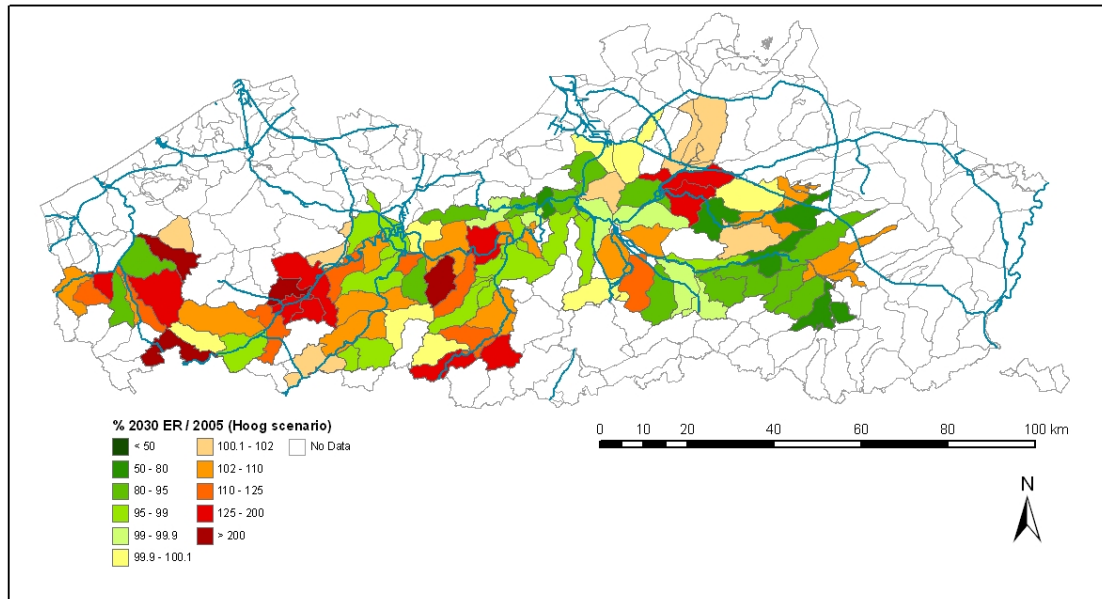 % 2030 ER / 2005 (Hoog scenario)
< 50
50 - 80
80 - 95
95 - 99
99 - 99.9
99.9 - 100.1
100.1 - 102
102 - 110
110 - 125
125 - 200
> 200
No Data
0 10 20 40 60 80 100 km
N